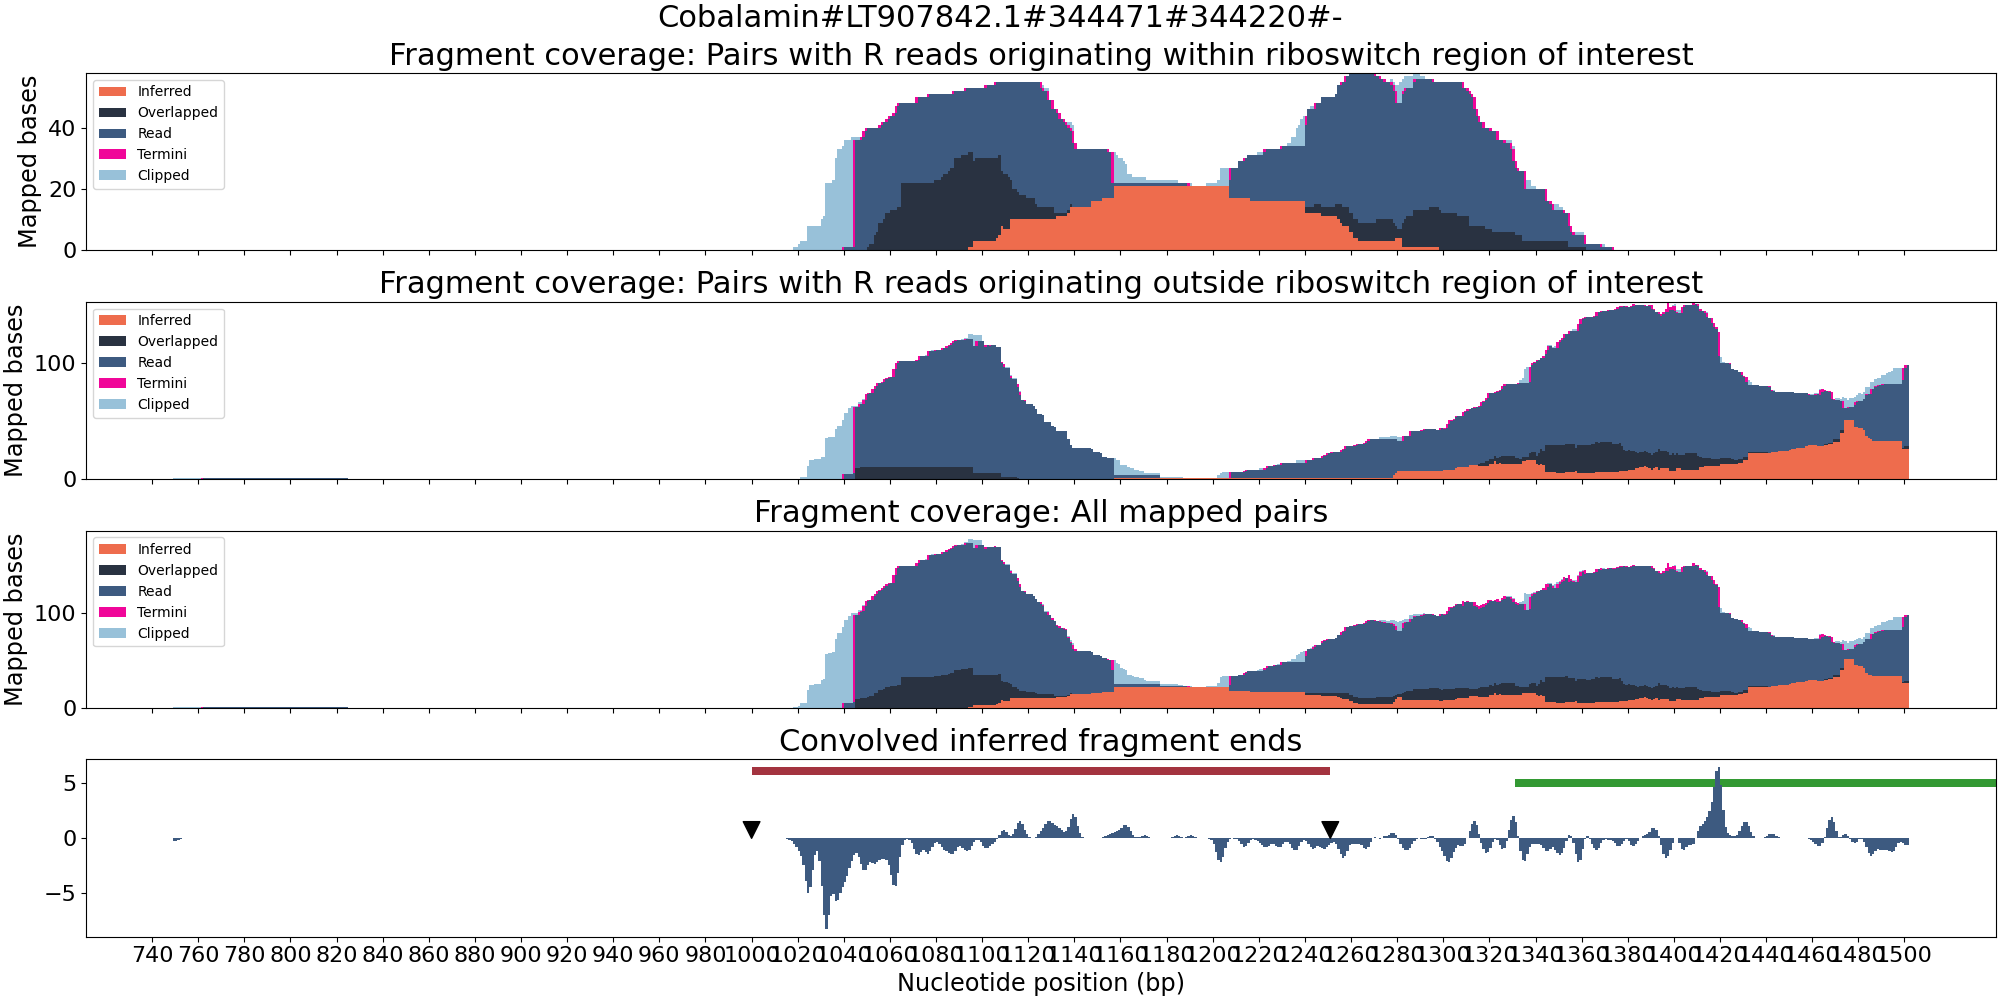 Cobalamin#LT907842.1#344471#344220#-
Fragment coverage: Pairs with R reads originating within riboswitch region of interest
Mapped bases
40
20
0
Inferred
Overlapped
Read
Termini
Clipped
Fragment coverage: Pairs with R reads originating outside riboswitch region of interest
Mapped bases
100
0
Inferred
Overlapped
Read
Termini
Clipped
Fragment coverage: All mapped pairs
Mapped bases
100
0
Inferred
Overlapped
Read
Termini
Clipped
Convolved inferred fragment ends
5
0
−5
740 760 780 800 820 840 860 880 900 920 940 960 980 1000 1020 1040 1060 1080 1100 1120 1140 1160 1180 1200 1220 1240 1260 1280 1300 1320 1340 1360 1380 1400 1420 1440 1460 1480 1500
Nucleotide position (bp)